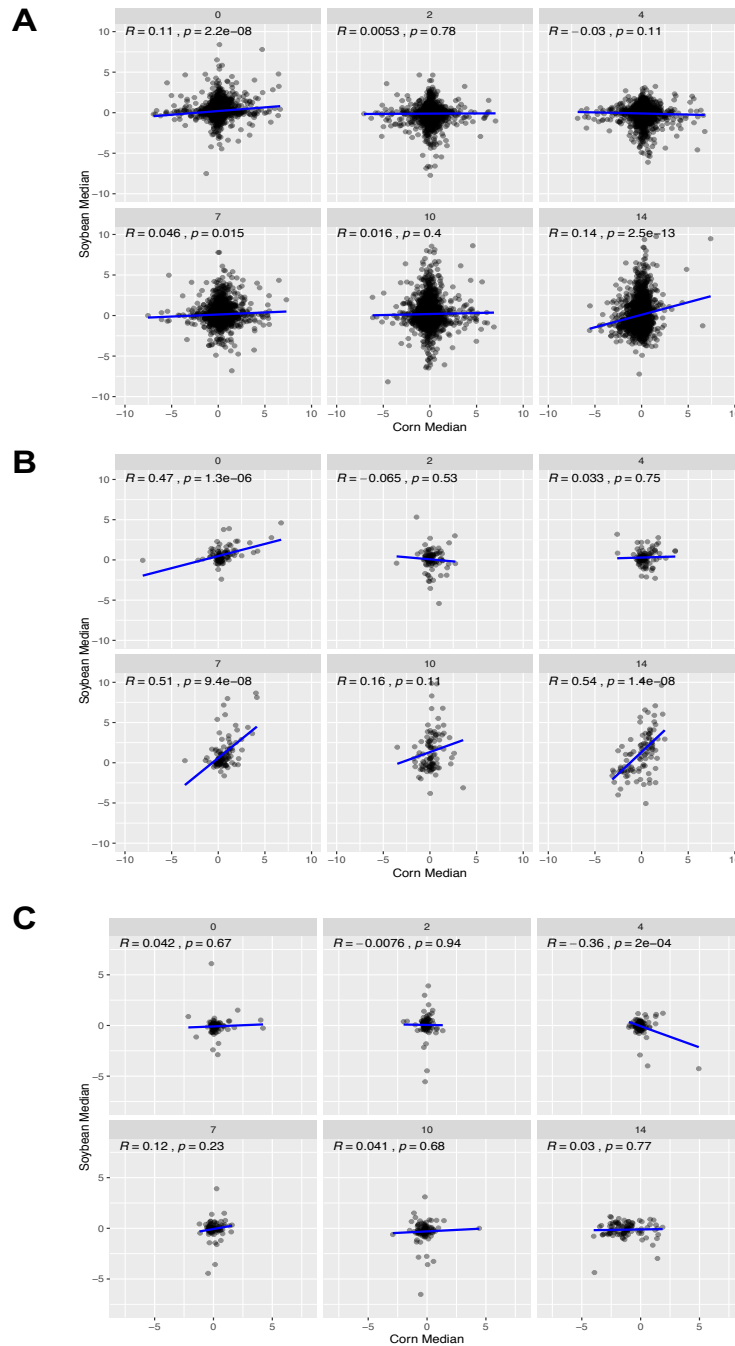 A
0 2 4
R = 0.11 , p = 2.2e−08 R = 0.0053 , p = 0.78 R = −0.03 , p = 0.11
10
5
0
−5
−10
7 10 14
R = 0.046 , p = 0.015 R = 0.016 , p = 0.4 R = 0.14 , p = 2.5e−13
10
5
0
−5
−10
Soybean Median
−10 −5 0 5 10 −10 −5 0 5 10 −10 −5 0 5 10
Corn Median
B
0 2 4
R = 0.47 , p = 1.3e−06 R = −0.065 , p = 0.53 R = 0.033 , p = 0.75
10
5
0
−5
−10
7 10 14
R = 0.51 , p = 9.4e−08 R = 0.16 , p = 0.11 R = 0.54 , p = 1.4e−08
10
5
0
−5
−10
Soybean Median
−10 −5 0 5 10 −10 −5 0 5 10 −10 −5 0 5 10
Corn Median
C
0 2 4
R = 0.042 , p = 0.67 R = −0.0076 , p = 0.94 R = −0.36 , p = 2e−04
5
0
−5
7 10 14
R = 0.12 , p = 0.23 R = 0.041 , p = 0.68 R = 0.03 , p = 0.77
5
0
−5
Soybean Median
−5 0 5 −5 0 5 −5 0 5
Corn Median